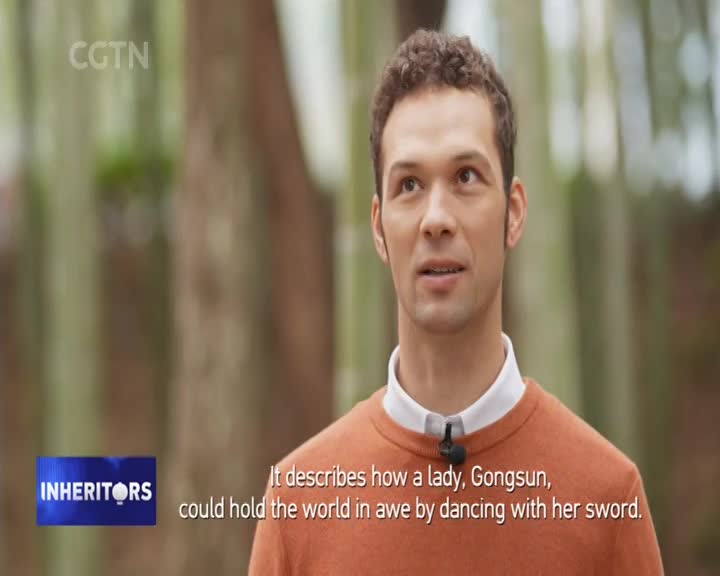 CGTN
INHERITORS
It describes how a lady, Gongsun,
could hold the world in awe by dancing with her sword.